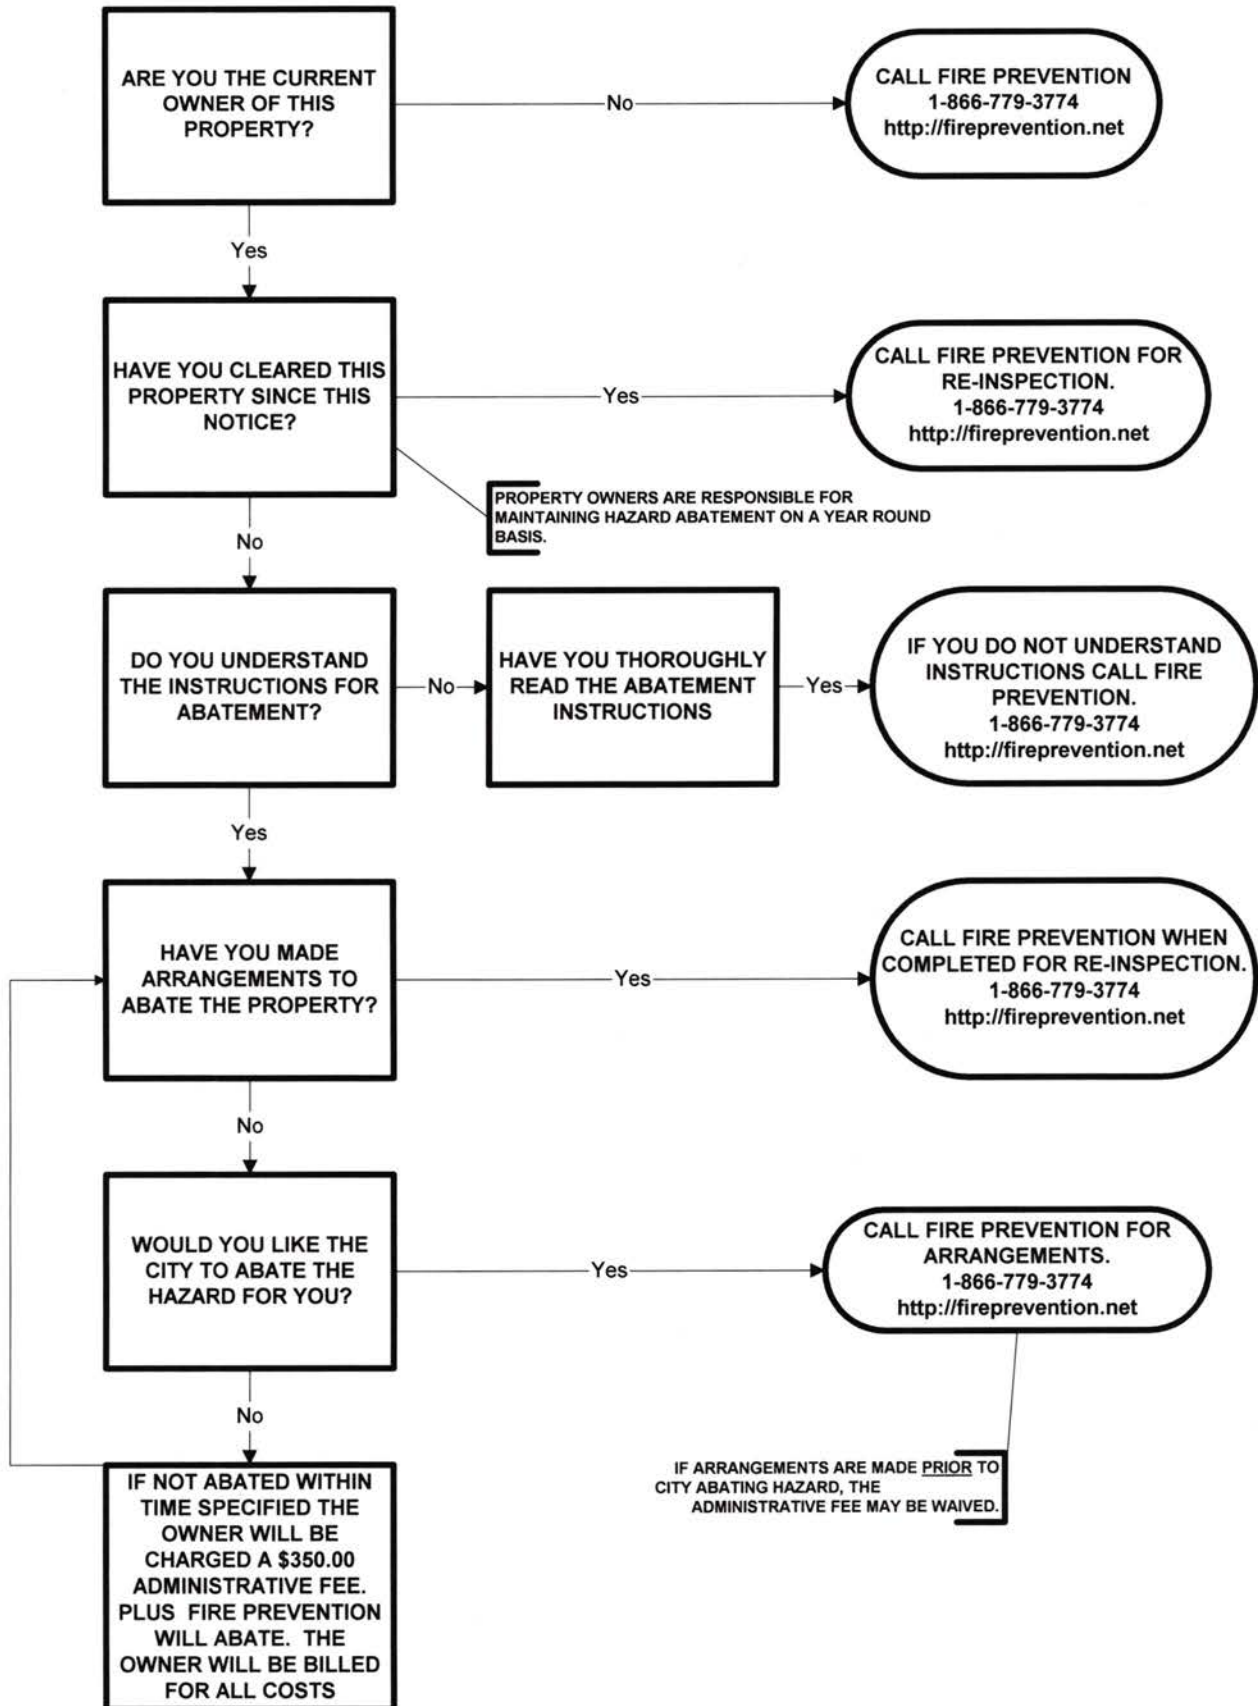 ARE YOU THE CURRENT
OWNER OF THIS
PROPERTY?
No
CALL FIRE PREVENTION
1-866-779-3774
http://fireprevention.net
Yes
HAVE YOU CLEARED THIS
PROPERTY SINCE THIS
NOTICE?
Yes
CALL FIRE PREVENTION FOR
RE-INSPECTION.
1-866-779-3774
http://fireprevention.net
PROPERTY OWNERS ARE RESPONSIBLE FOR
MAINTAINING HAZARD ABATEMENT ON A YEAR ROUND
BASIS.
No
DO YOU UNDERSTAND
THE INSTRUCTIONS FOR
ABATEMENT?
No
HAVE YOU THOROUGHLY
READ THE ABATEMENT
INSTRUCTIONS
Yes
IF YOU DO NOT UNDERSTAND
INSTRUCTIONS CALL FIRE
PREVENTION.
1-866-779-3774
http://fireprevention.net
Yes
HAVE YOU MADE
ARRANGEMENTS TO
ABATE THE PROPERTY?
Yes
CALL FIRE PREVENTION WHEN
COMPLETED FOR RE-INSPECTION.
1-866-779-3774
http://fireprevention.net
No
WOULD YOU LIKE THE
CITY TO ABATE THE
HAZARD FOR YOU?
Yes
CALL FIRE PREVENTION FOR
ARRANGEMENTS.
1-866-779-3774
http://fireprevention.net
No
IF ARRANGEMENTS ARE MADE PRIOR TO
CITY ABATING HAZARD, THE
ADMINISTRATIVE FEE MAY BE WAIVED.
IF NOT ABATED WITHIN
TIME SPECIFIED THE
OWNER WILL BE
CHARGED A $350.00
ADMINISTRATIVE FEE.
PLUS FIRE PREVENTION
WILL ABATE. THE
OWNER WILL BE BILLED
FOR ALL COSTS